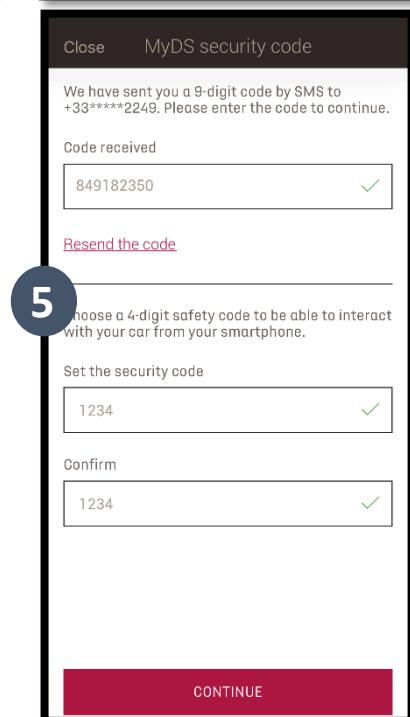 Close MyDS security code
We have sent you a 9-digit code by SMS to
+33*****2249. Please enter the code to continue.
Code received
849182350
Resend the code
5
hoose a 4-digit safety code to be able to interact
with your car from your smartphone.
Set the security code
1234
Confirm
1234
CONTINUE